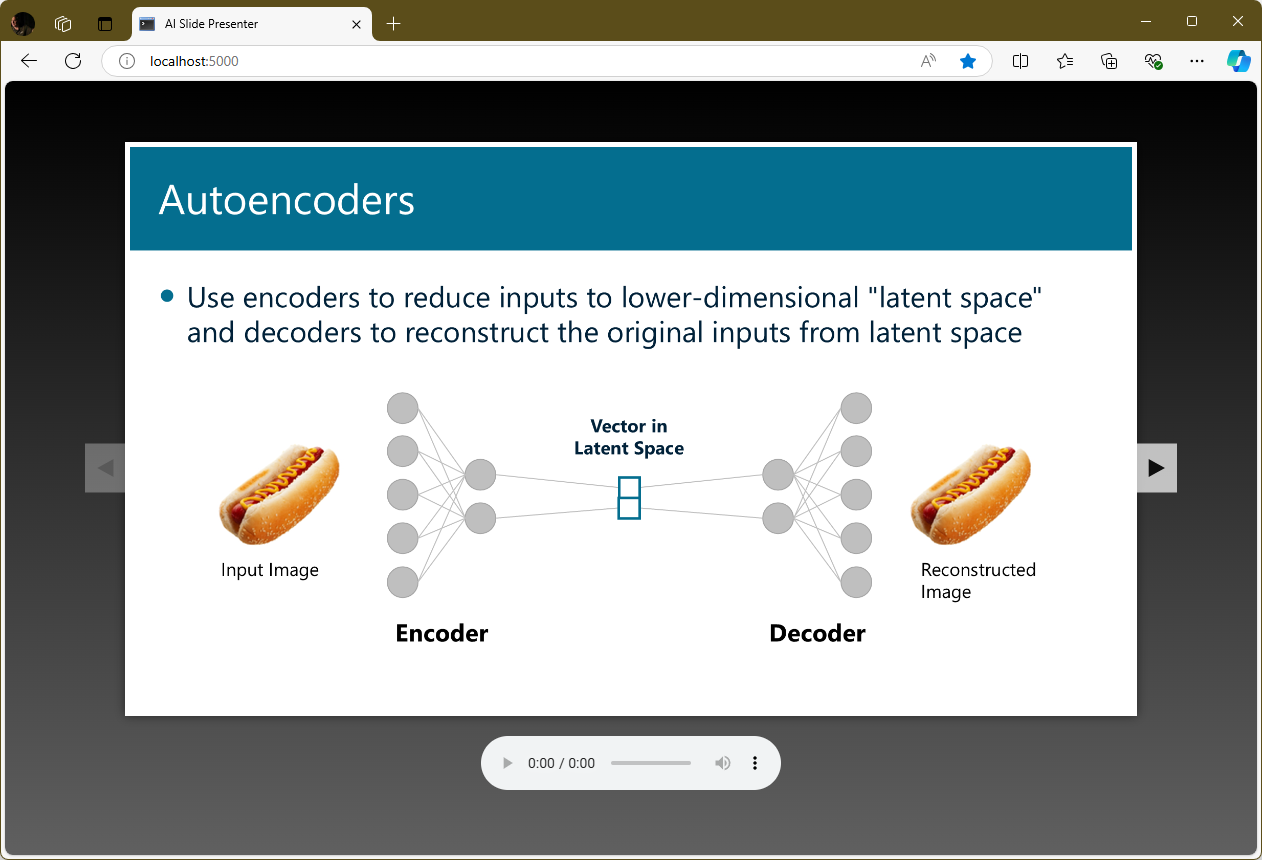 AI Slide Presenter
localhost:5000
Autoencoders
Use encoders to reduce inputs to lower-dimensional "latent space"
and decoders to reconstruct the original inputs from latent space
Vector in
Latent Space
Input Image
Reconstructed
Image
Encoder
Decoder
0:00 / 0:00